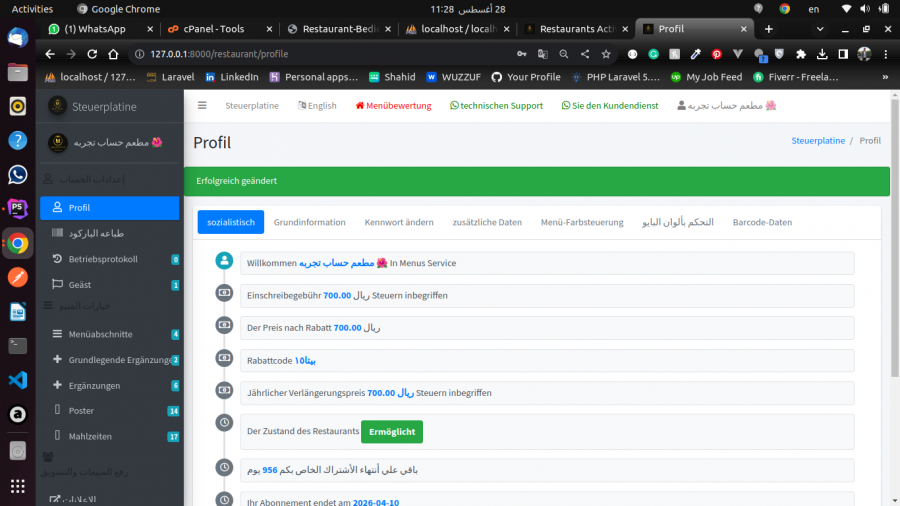 Activities
Google Chrome
28 أغسطس 11:28
en
(1) WhatsApp
cPanel - Tools
Restaurant-Bedi
localhost / local
Restaurants Acti
Profil
127.0.0.1:8000/restaurant/profile
localhost / 127...
Laravel
LinkedIn
Personal apps...
Shahid
WUZZUF
Your Profile
PHP Laravel 5....
My Job Feed
Fiverr - Freela...
»
Steuerplatine
Steuerplatine
English
Menübewertung
technischen Support
Sie den Kundendienst
مطعم حساب تجربه 🌺
مطعم حساب تجربه 🌺
Profil
Steuerplatine / Profil
اعدادات الحساب
Erfolgreich geändert
Profil
طباعه الباركود
Betriebsprotokoll 0
Geäst 1
خيارات المنيو
Menüabschnitte 4
Grundlegende Ergänzunge 2
Ergänzungen 6
Poster 14
Mahlzeiten 17
رفع المبيعات والتسويق
الاعلانات
sozialistisch
Grundinformation
Kennwort ändern
zusätzliche Daten
Menü-Farbsteuerung
التحكم بألوان البايو
Barcode-Daten
Willkommen مطعم حساب تجربه 🌺 In Menus Service
Einschreibegebühr 700.00 ريال Steuern inbegriffen
Der Preis nach Rabatt 700.00 ريال
Rabattcode بيتا١٥
Jährlicher Verlängerungspreis 700.00 ريال Steuern inbegriffen
Der Zustand des Restaurants Ermöglicht
باقي علي أنتهاء الأشتراك الخاص بكم 956 يوم
Ihr Abonnement endet am 2026-04-10